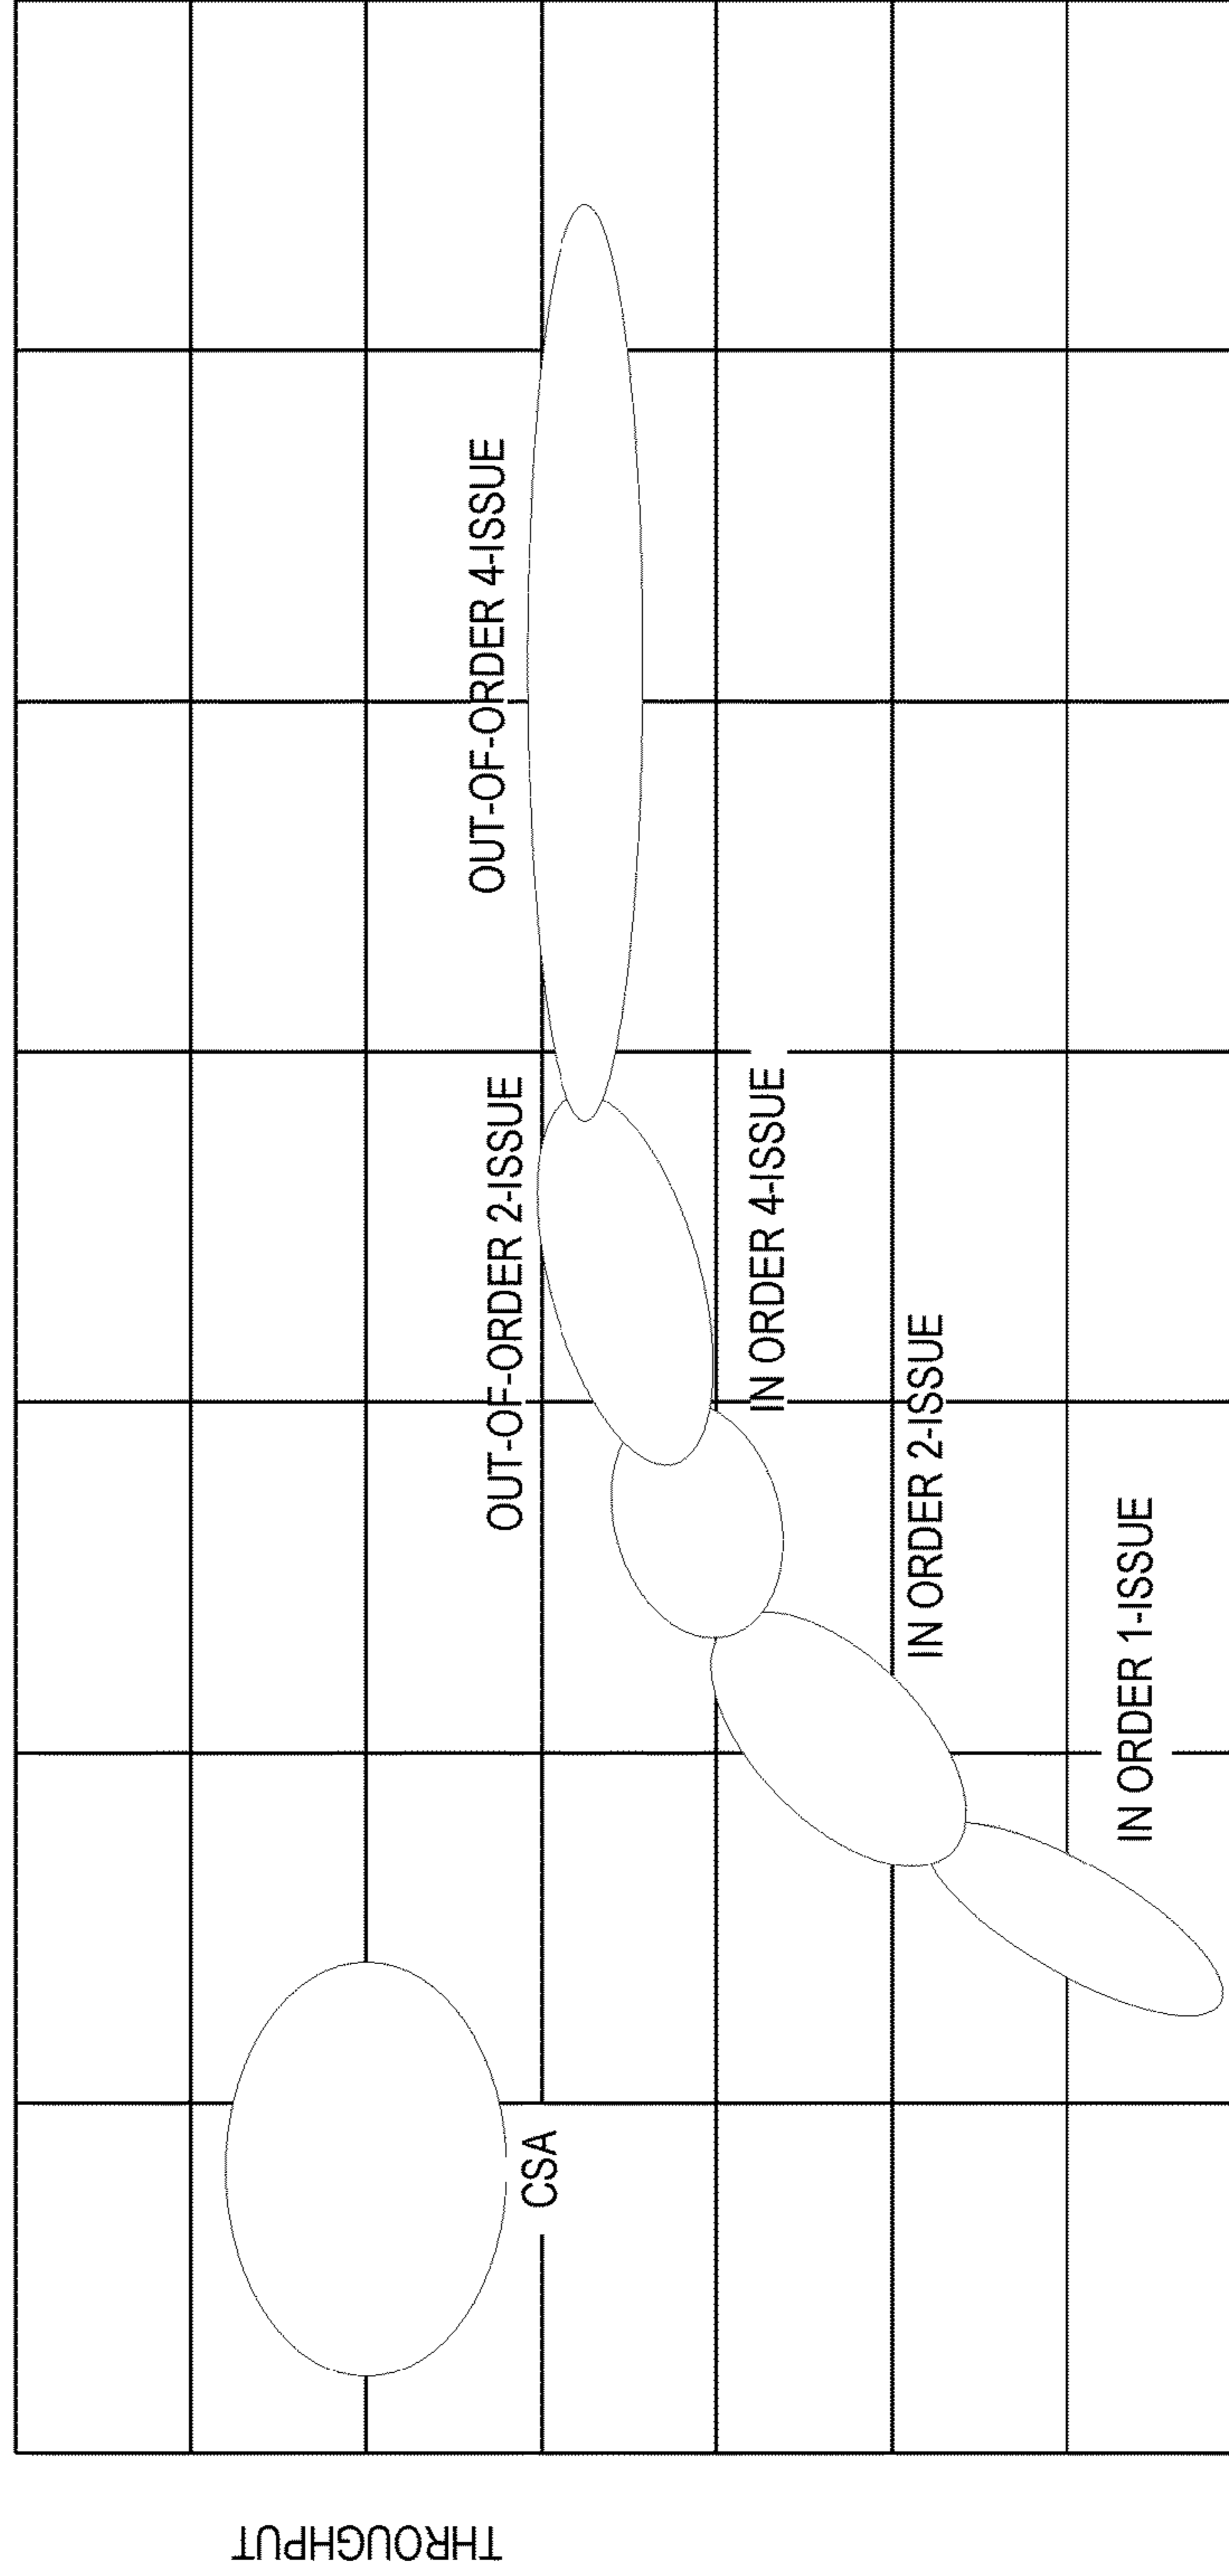 THROUGHPUT
CSA
OUT-OF-ORDER 4-ISSUE
OUT-OF-ORDER 2-ISSUE
IN ORDER 4-ISSUE
IN ORDER 2-ISSUE
IN ORDER 1-ISSUE